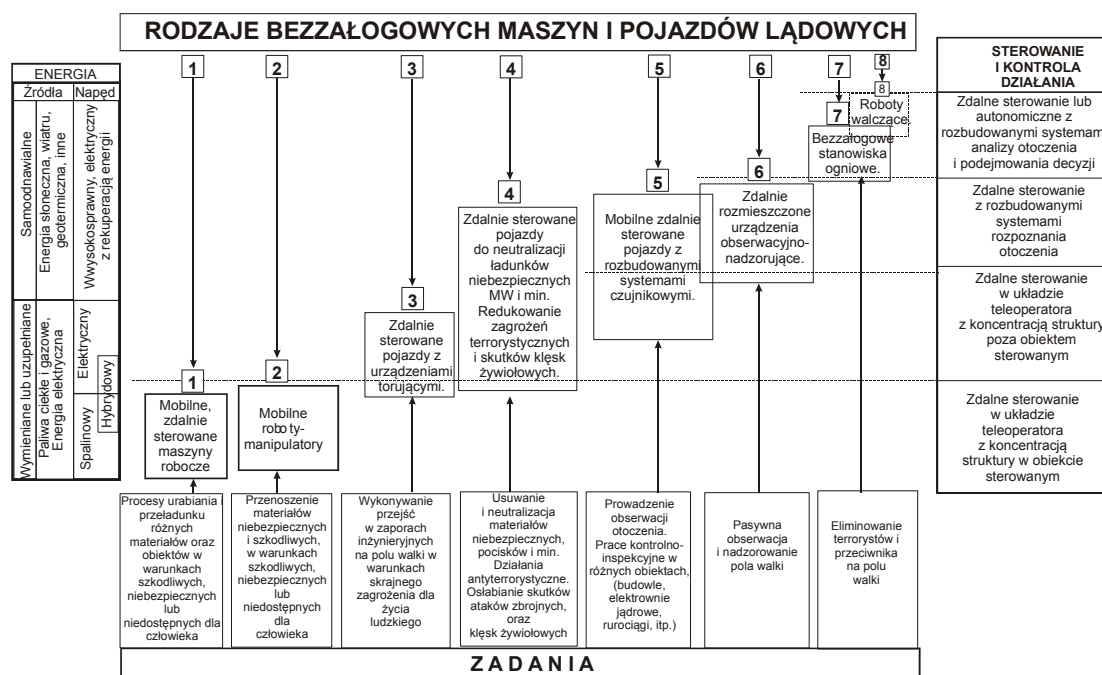 RODZAJE BEZZAŁOGOWYCH MASZYN I POJAZDÓW LĄDOWYCH
1
2
3
4
5
6
7
8
ENERGIA
Źródła
Napęd
Samoodnawialne
Energia słoneczna, wiatru,
geotermiczna, inne
Wwysokosprawny, elektryczny
z rekuperacją energii
Wymieniane lub uzupełniane
Paliwa ciekłe i gazowe,
Energia elektryczna
Elektryczny
Spalinowy
Hybrydowy
1
Mobilne,
zdalnie
sterowane
maszyny
robocze
2
Mobilne
roboty-
manipulatory
3
Zdalnie
sterowane
pojazdy z
urządzeniami
torującymi.
4
Zdalnie sterowane
pojazdy
do neutralizacji
ładunków
niebezpiecznych
MW i min.
Redukowanie
zagrożeń
terrorystycznych
i skutków klęsk
żywiołowych.
5
Mobilne zdalnie
sterowane
pojazdy z
rozbudowanymi
systemami
czujnikowymi.
6
Zdalnie
rozmieszczone
urządzenia
obserwacyjno-
nadzorujące.
7
Bezzałogowe
stanowiska
ogniowe.
8
Roboty
walczące.
STEROWANIE
I KONTROLA
DZIAŁANIA
Zdalne sterowanie lub
autonomiczne z
rozbudowanymi systemam
analizy otoczenia
i podejmowania decyzji
Zdalne sterowanie
z rozbudowanymi
systemami
rozpoznania
otoczenia
Zdalne sterowanie
w układzie
teleoperatora
z koncentracją struktury
poza obiektem
sterowanym
Zdalne sterowanie
w układzie
teleoperatora
z koncentracją
struktury w obiekcie
sterowanym
Procesy urabiania i
przeładunku
różnych
materiałów oraz
obiektów w
warunkach
szkodliwych,
niebezpiecznych
lub
niedostępnych dla
człowieka
Przenoszenie
materiałów
niebezpiecznych
i szkodliwych,
w warunkach
szkodliwych,
niebezpiecznych
lub
niedostępnych
dla
człowieka
Wykonywanie
przejść
w zaporach
inżynieryjnych
na polu walki w
warunkach
skrajnego
zagrożenia dla
życia
ludzkiego
Usuwanie
i neutralizacja
materiałów
niebezpiecznych,
pocisków i min.
Działania
antyterrorystyczne.
Osłabianie skutków
ataków zbrojnych,
oraz
klęsk żywiołowych
Prowadzenie
obserwacji
otoczenia.
Prace kontrolno-
inspekcyjne w
różnych obiektach,
(budowle,
elektrownie
jądrowe,
rurociągi, itp.)
Pasywna
obserwacja
i nadzorowanie
pola walki
Eliminowanie
terrorystów i
przeciwnika
na polu
walki
ZADANIA